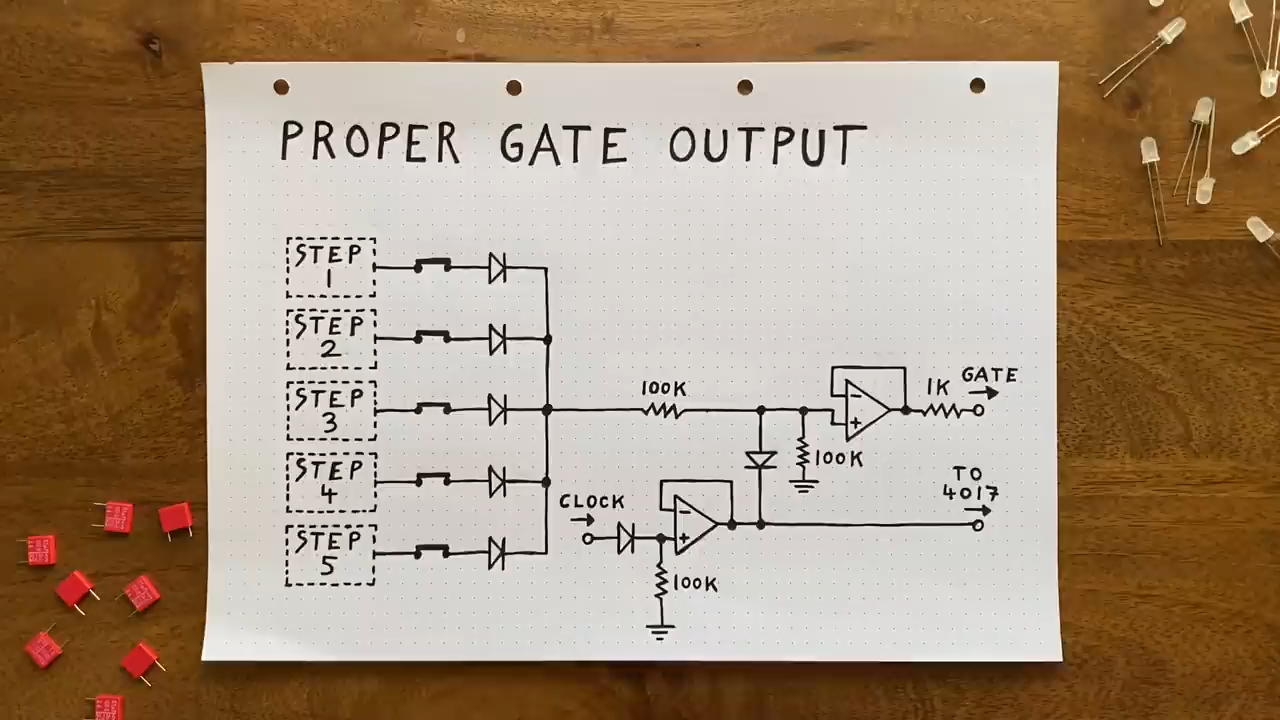 PROPER GATE OUTPUT
STEP
1
STEP
2
STEP
3
STEP
4
STEP
5
100K
-
+
1K
GATE
100K
TO
4017
CLOCK
-
+
100K